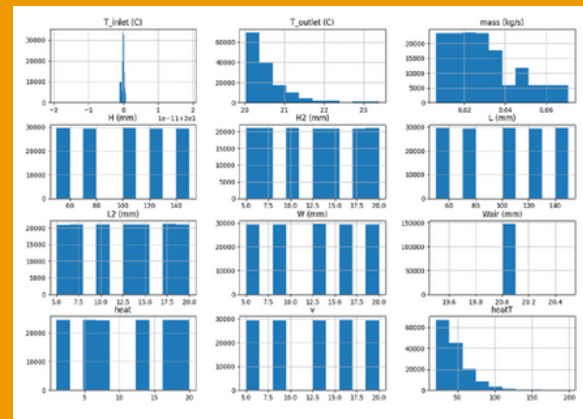 T_inlet (C) T_outlet (C) mass (kg/s)
30000 60000 20000
20000 40000 15000
10000 20000 10000
5000
0 0 0
−2 −1 0 1 2 20 21 22 23 0.02 0.04 0.06
1e−11+2e1
H (mm) H2 (mm) L (mm)
30000 20000 30000
20000 15000 20000
10000 10000 10000
5000
0 0 0
60 80 100 120 140 5.0 7.5 10.0 12.5 15.0 17.5 20.0 60 80 100 120 140
L2 (mm) W (mm) Wair (mm)
20000 30000 150000
15000 20000 100000
10000 10000 50000
5000
0 0 0
5.0 7.5 10.0 12.5 15.0 17.5 20.0 5.0 7.5 10.0 12.5 15.0 17.5 20.0 19.6 19.8 20.0 20.2 20.4
heat v heatT
20000 30000 60000
20000 40000
10000 10000 20000
0 0 0
5 10 15 20 5.0 7.5 10.0 12.5 15.0 17.5 20.0 50 100 150 200